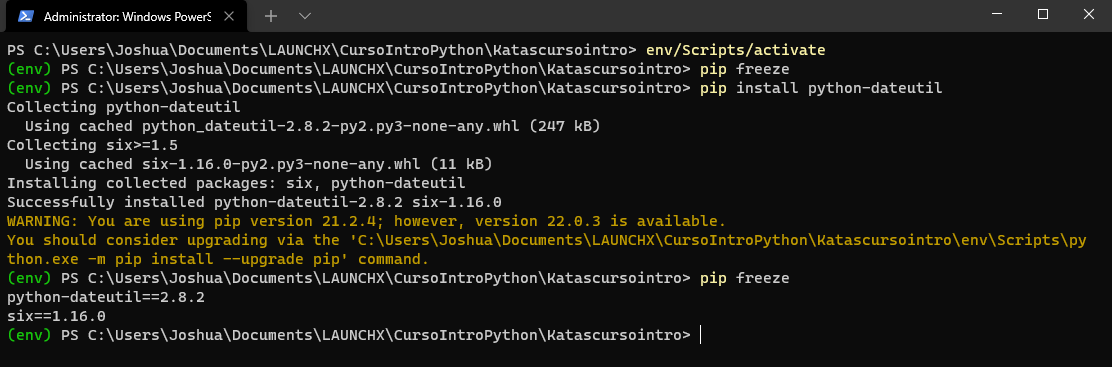 Administrator: Windows PowerS
PS C:\Users\Joshua\Documents\LAUNCHX\CursoIntroPython\Katascursointro> env/Scripts/activate
(env) PS C:\Users\Joshua\Documents\LAUNCHX\CursoIntroPython\Katascursointro> pip freeze
(env) PS C:\Users\Joshua\Documents\LAUNCHX\CursoIntroPython\Katascursointro> pip install python-dateutil
Collecting python-dateutil
  Using cached python_dateutil-2.8.2-py2.py3-none-any.whl (247 kB)
Collecting six>=1.5
  Using cached six-1.16.0-py2.py3-none-any.whl (11 kB)
Installing collected packages: six, python-dateutil
Successfully installed python-dateutil-2.8.2 six-1.16.0
WARNING: You are using pip version 21.2.4; however, version 22.0.3 is available.
You should consider upgrading via the 'C:\Users\Joshua\Documents\LAUNCHX\CursoIntroPython\Katascursointro\env\Scripts\py
thon.exe -m pip install --upgrade pip' command.
(env) PS C:\Users\Joshua\Documents\LAUNCHX\CursoIntroPython\Katascursointro> pip freeze
python-dateutil==2.8.2
six==1.16.0
(env) PS C:\Users\Joshua\Documents\LAUNCHX\CursoIntroPython\Katascursointro>